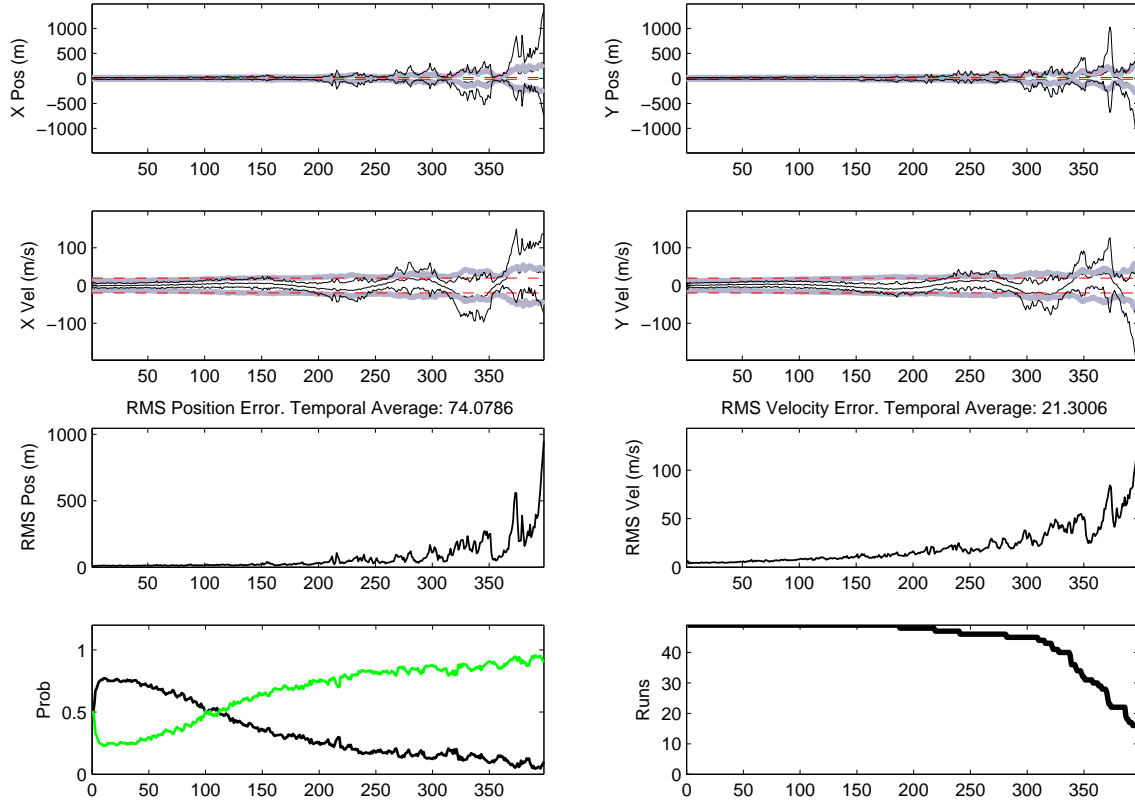 1000
500
0
−500
−1000
X Pos (m)
50 100 150 200 250 300 350
1000
500
0
−500
−1000
Y Pos (m)
50 100 150 200 250 300 350
100
0
−100
X Vel (m/s)
50 100 150 200 250 300 350
100
0
−100
Y Vel (m/s)
50 100 150 200 250 300 350
RMS Position Error. Temporal Average: 74.0786
1000
500
0
RMS Pos (m)
50 100 150 200 250 300 350
RMS Velocity Error. Temporal Average: 21.3006
100
50
0
RMS Vel (m/s)
50 100 150 200 250 300 350
1
0.5
0
Prob
0 50 100 150 200 250 300 350
40
30
20
10
0
Runs
50 100 150 200 250 300 350